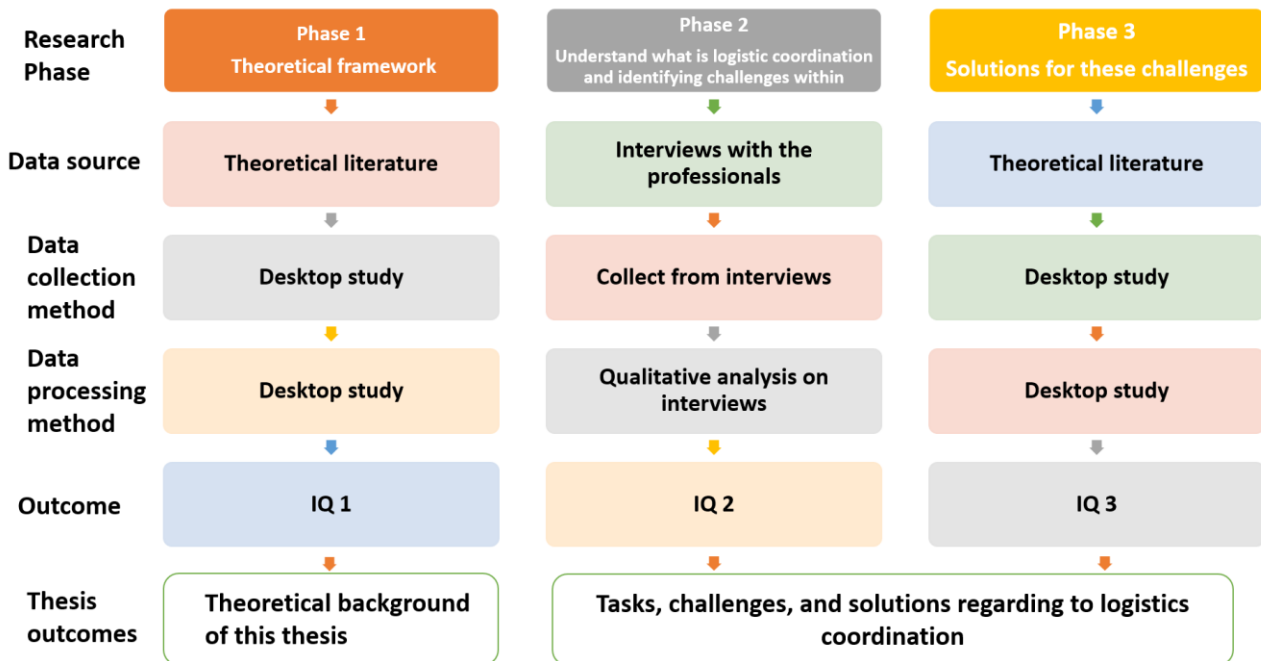 Research
Phase
Phase 1
Theoretical framework
Phase 2
Understand what is logistic coordination
and identifying challenges within
Phase 3
Solutions for these challenges
Data source
Theoretical literature
Interviews with the
professionals
Theoretical literature
Data
collection
method
Desktop study
Collect from interviews
Desktop study
Data
processing
method
Desktop study
Qualitative analysis on
interviews
Desktop study
Outcome
IQ 1
IQ 2
IQ 3
Thesis
outcomes
Theoretical background
of this thesis
Tasks, challenges, and solutions regarding to logistics
coordination